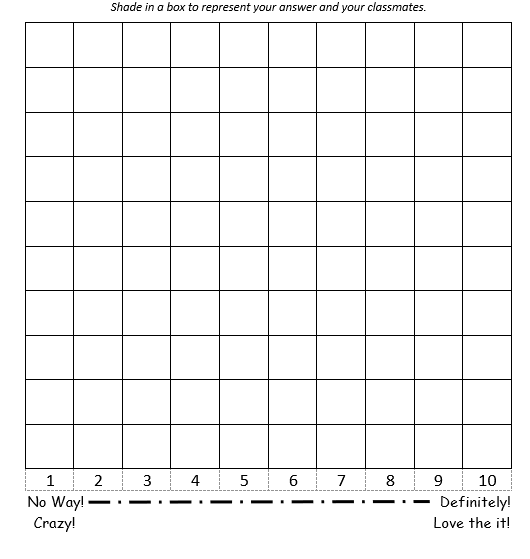 Shade in a box to represent your answer and your classmates.
1 2 3 4 5 6 7 8 9 10
No Way! Definitely!
Crazy! Love the it!